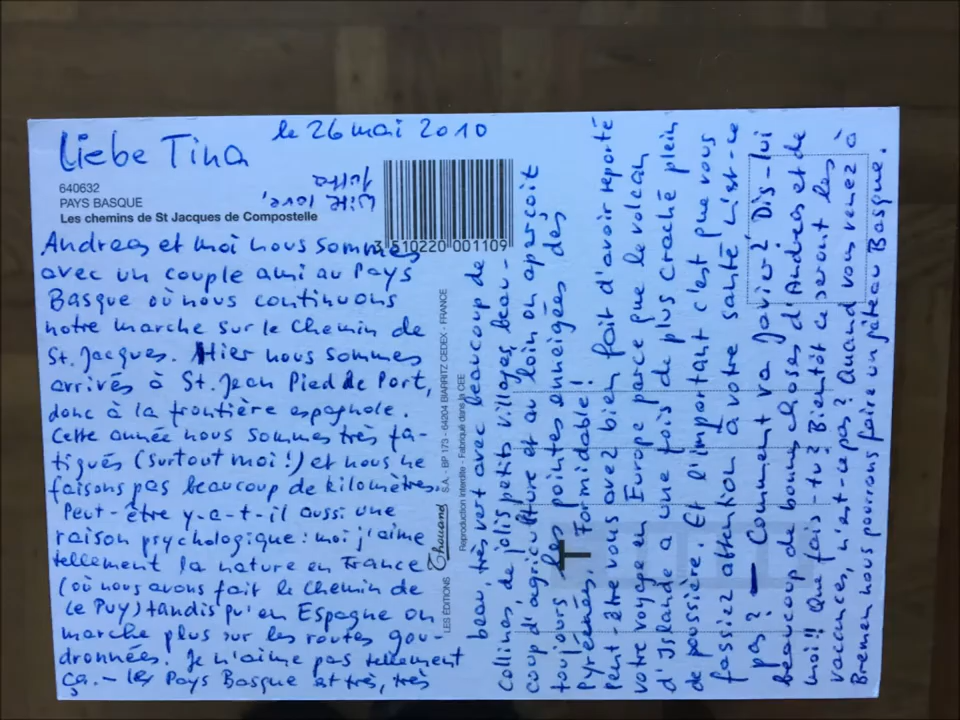 le 26 mai 2010
Liebe Tina
640632
PAYS BASQUE
Les chemins de St Jacques de Compostelle
3 510220 001109
Andreas et moi nous sommes
avec un couple ami au Pays
Basque où nous continuons
notre marche sur le Chemin de
St. Jacques. Hier nous sommes
arrivés à St. Jean Pied de Port,
donc à la frontière espagnole.
Cette année nous sommes très fa-
tigués (surtout moi!) et nous ne
faisons pas beaucoup de kilomètres.
Peut-être y-a-t-il aussi une
raison psychologique: moi j'aime
tellement la nature en France
(où nous avons fait le Chemin de
Le Puy) tandis qu'en Espagne on
marche plus sur les routes gou-
dronnées. Je n'aime pas tellement
ça. - Les Pays Basque est très, très
beau, très vert avec beaucoup de
collines, de jolis petits villages, beau-
coup d'agriculture et au loin on aperçoit
toujours les pointes enneigées des
Pyrenées. Formidable!
Peut-être vous avez bien fait d'avoir reporté
votre voyage en Europe parce que le volcan
d'Islande a une fois de plus craché plein
de poussière. Et l'important c'est que vous
fassiez attention à votre santé n'est-ce
pas? - Comment va Javier? Dis-lui
beaucoup de bonnes choses d'Andreas et de
moi!! Que fais-tu? Bientôt ce seront les
vacances, n'est-ce pas? Quand vous venez à
Bremen nous pourrons faire un gâteau Basque.
With love,
Jutta
LES ÉDITIONS Thouand S.A. - BP 173 - 64204 BIARRITZ CEDEX - FRANCE
Reproduction Interdite - Fabriqué dans la CEE
T